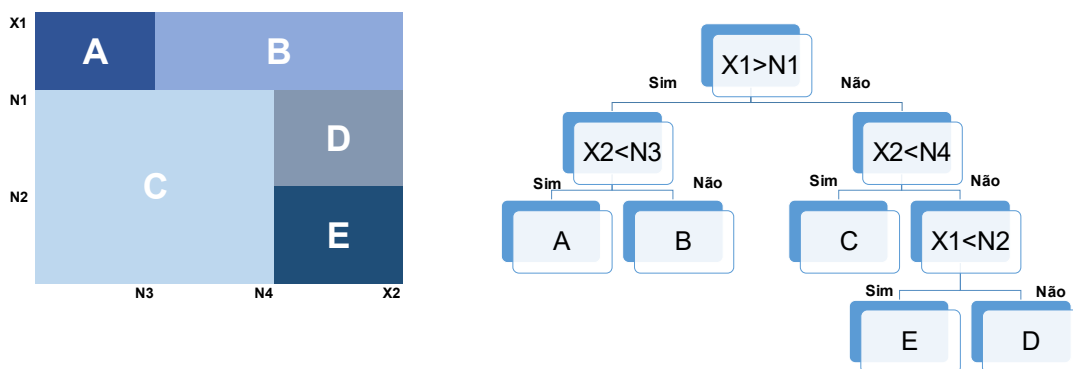 X1
A
B
N1
D
C
N2
E
N3
N4
X2
X1>N1
Sim
Não
X2<N3
X2<N4
Sim
Não
Sim
Não
A
B
C
X1<N2
Sim
Não
E
D